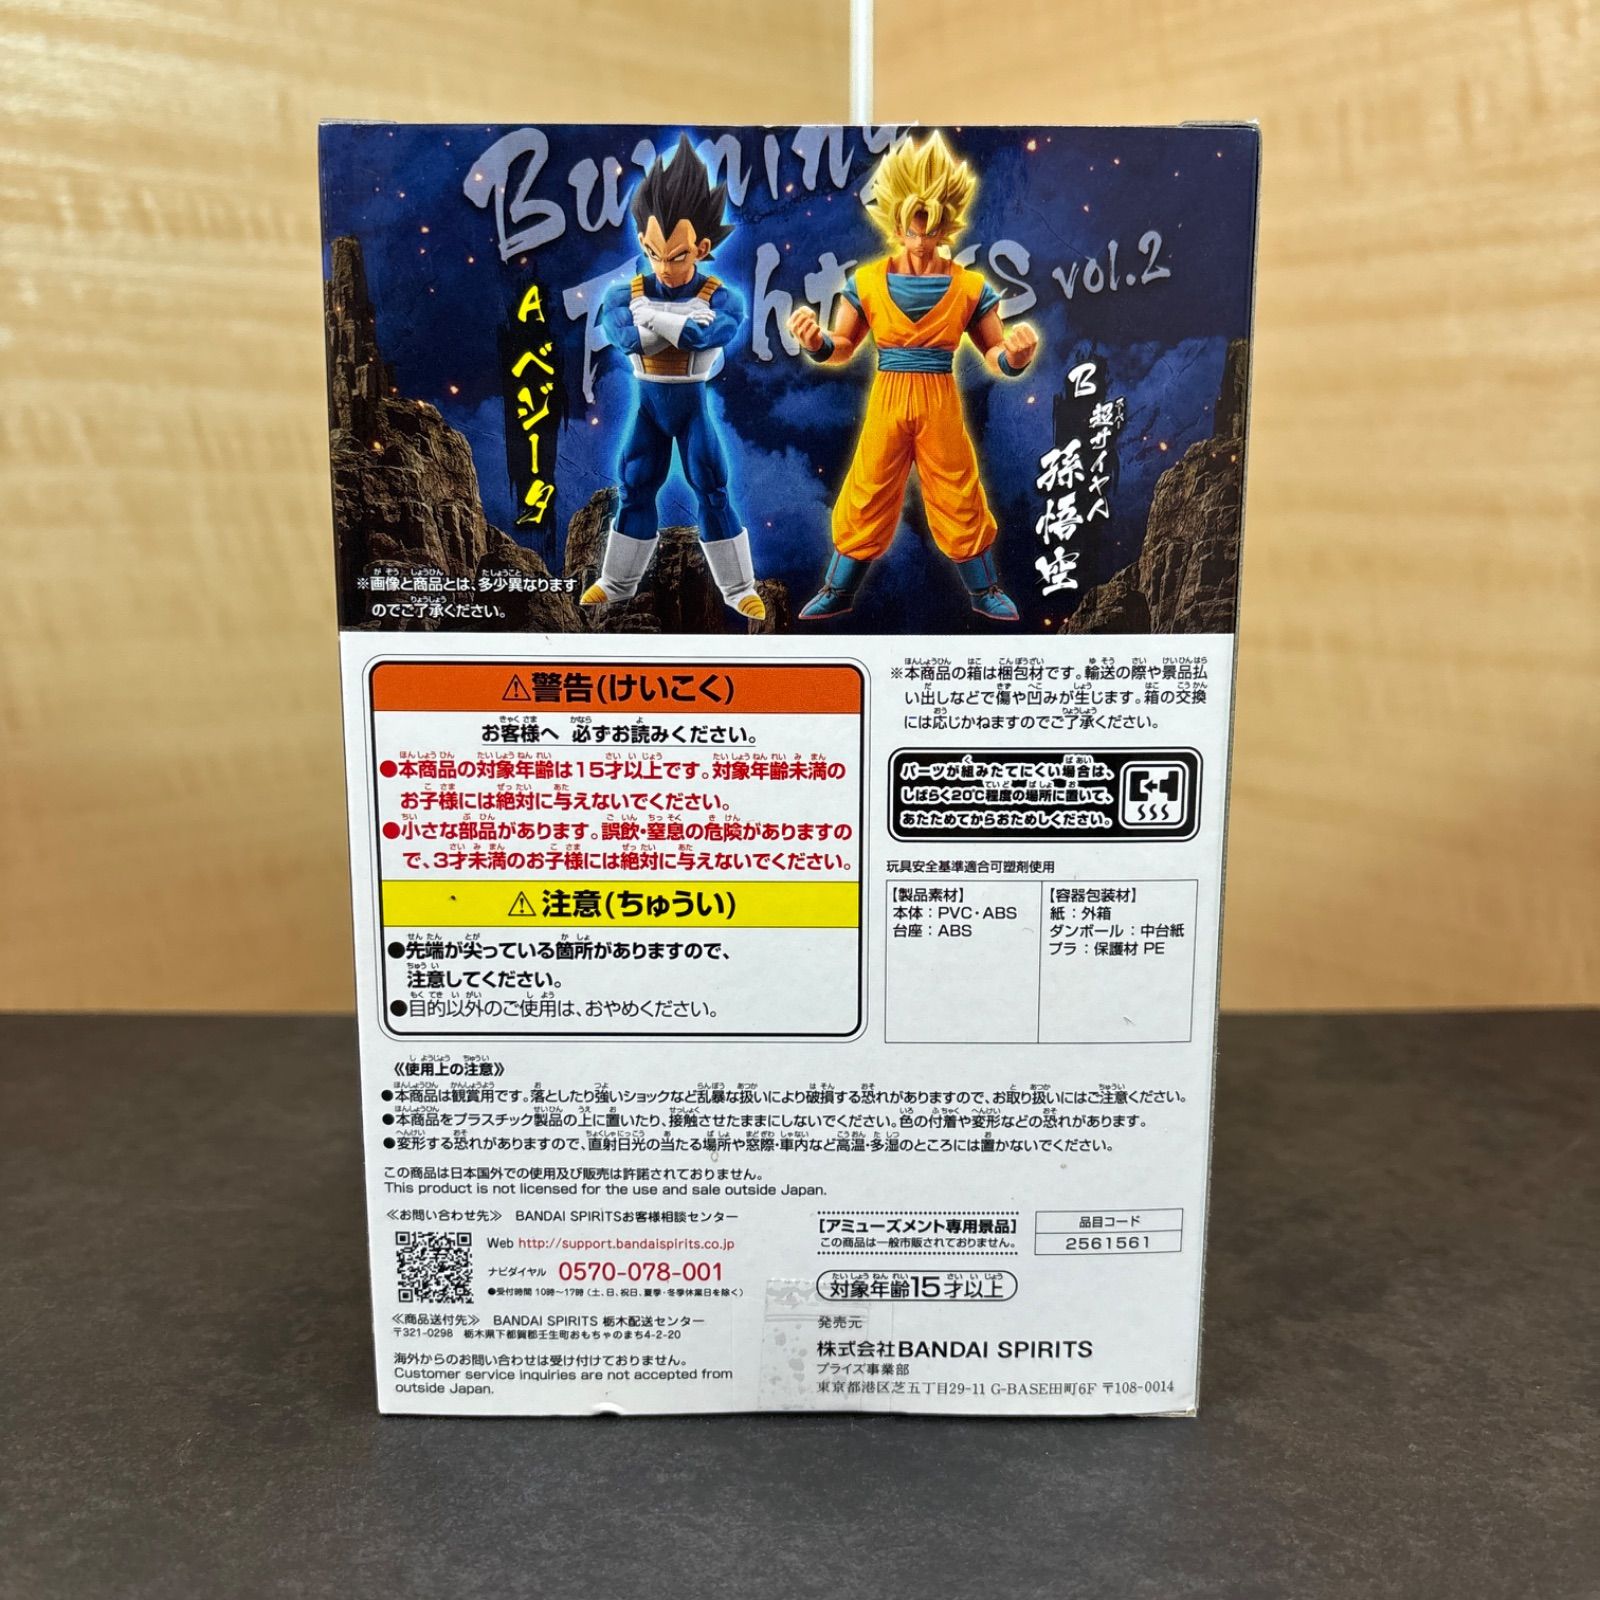 Burning
Fighters vol.2
A ベジータ
B 超サイヤ人
孫悟空
※画像と商品とは、多少異なります
のでご了承ください。
⚠警告(けいこく)
お客様へ 必ずお読みください。
●本商品の対象年齢は15才以上です。対象年齢未満の
お子様には絶対に与えないでください。
●小さな部品があります。誤飲・窒息の危険がありますの
で、3才未満のお子様には絶対に与えないでください。
⚠注意(ちゅうい)
●先端が尖っている箇所がありますので、
注意してください。
●目的以外のご使用は、おやめください。
※本商品の箱は梱包材です。輸送の際や景品払
い出しなどで傷や凹みが生じます。箱の交換
には応じかねますのでご了承ください。
パーツが組みたてにくい場合は、
しばらく20℃程度の場所に置いて、
あたためてからおためしください。
玩具安全基準適合可塑剤使用
【製品素材】
本体：PVC・ABS
台座：ABS
【容器包装材】
紙：外箱
ダンボール：中台紙
プラ：保護材 PE
《使用上の注意》
●本商品は観賞用です。落としたり強いショックなど乱暴な扱いにより破損する恐れがありますので、お取り扱いにはご注意ください。
●本商品をプラスチック製品の上に置いたり、接触させたままにしないでください。色の付着や変形などの恐れがあります。
●変形する恐れがありますので、直射日光の当たる場所や窓際・車内など高温・多湿のところには置かないでください。
この商品は日本国外での使用及び販売は許諾されておりません。
This product is not licensed for the use and sale outside Japan.
≪お問い合わせ先≫ BANDAI SPIRITSお客様相談センター
Web http://support.bandaispirits.co.jp
ナビダイヤル 0570-078-001
●受付時間 10時〜17時 (土、日、祝日、夏季・冬季休業日を除く)
≪商品送付先≫ BANDAI SPIRITS 栃木配送センター
〒321-0298 栃木県下都賀郡壬生町おもちゃのまち4-2-20
海外からのお問い合わせは受け付けておりません。
Customer service inquiries are not accepted from
outside Japan.
【アミューズメント専用景品】
この商品は一般市販されておりません。
品目コード
2561561
対象年齢15才以上
発売元
株式会社BANDAI SPIRITS
プライズ事業部
東京都港区芝五丁目29-11 G-BASE田町6F 〒108-0014